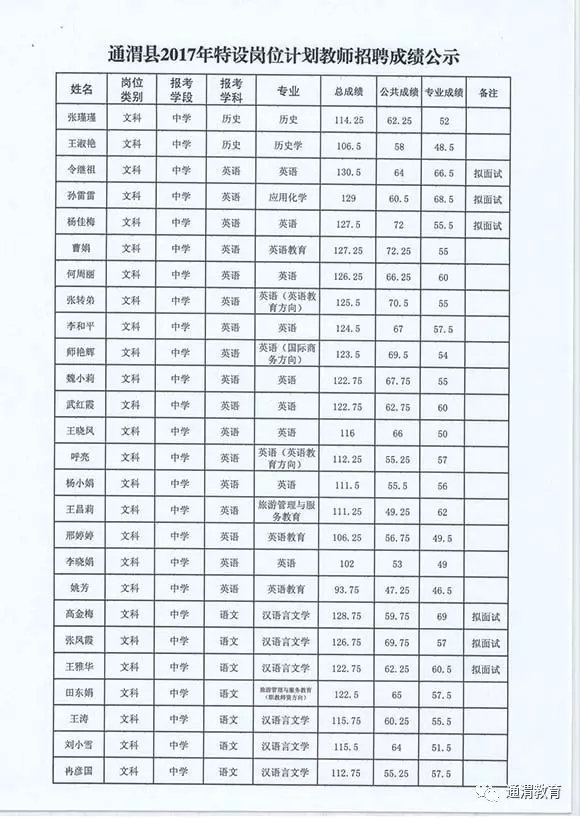 通渭县2017年特设岗位计划教师招聘成绩公示
姓名 岗位类别 报考学段 报考学科 专业 总成绩 公共成绩 专业成绩 备注
张瑾瑾 文科 中学 历史 历史 114.25 62.25 52
王淑艳 文科 中学 历史 历史学 106.5 58 48.5
令继祖 文科 中学 英语 英语 130.5 64 66.5 拟面试
孙雷雷 文科 中学 英语 应用化学 129 60.5 68.5 拟面试
杨佳梅 文科 中学 英语 英语 127.5 72 55.5 拟面试
曹娟 文科 中学 英语 英语教育 127.25 72.25 55
何周丽 文科 中学 英语 英语 126.25 66.25 60
张转弟 文科 中学 英语 英语（英语教育方向） 125.5 70.5 55
李和平 文科 中学 英语 英语 124.5 67 57.5
师艳辉 文科 中学 英语 英语（国际商务方向） 123.5 69.5 54
魏小莉 文科 中学 英语 英语 122.75 67.75 55
武红霞 文科 中学 英语 英语 122.75 62.75 60
王晓风 文科 中学 英语 英语 116 66 50
呼亮 文科 中学 英语 英语（英语教育方向） 112.25 55.25 57
杨小娟 文科 中学 英语 英语 111.5 55.5 56
王昌莉 文科 中学 英语 旅游管理与服务教育 111.25 49.25 62
邢婷婷 文科 中学 英语 英语教育 106.25 56.75 49.5
李晓娟 文科 中学 英语 英语 102 53 49
姚芳 文科 中学 英语 英语教育 93.75 47.25 46.5
高金梅 文科 中学 语文 汉语言文学 128.75 59.75 69 拟面试
张凤霞 文科 中学 语文 汉语言文学 126.75 69.75 57 拟面试
王雅华 文科 中学 语文 汉语言文学 122.75 62.25 60.5 拟面试
田东娟 文科 中学 语文 旅游管理与服务教育（职教师资方向） 122.5 65 57.5
王涛 文科 中学 语文 汉语言文学 115.75 60.25 55.5
刘小雪 文科 中学 语文 汉语言文学 115.5 64 51.5
冉彦国 文科 中学 语文 汉语言文学 112.75 55.25 57.5
通渭教育